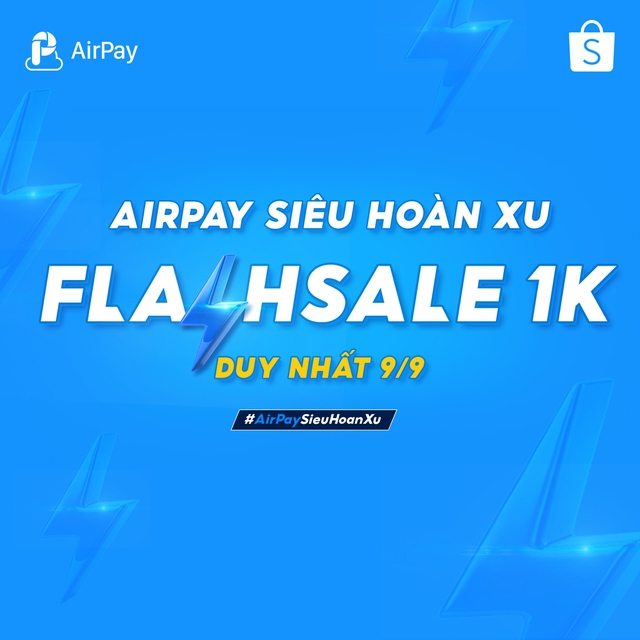 AirPay
S
AIRPAY SIÊU HOÀN XU
FLASHSALE 1K
DUY NHẤT 9/9
#AirPaySieuHoanXu